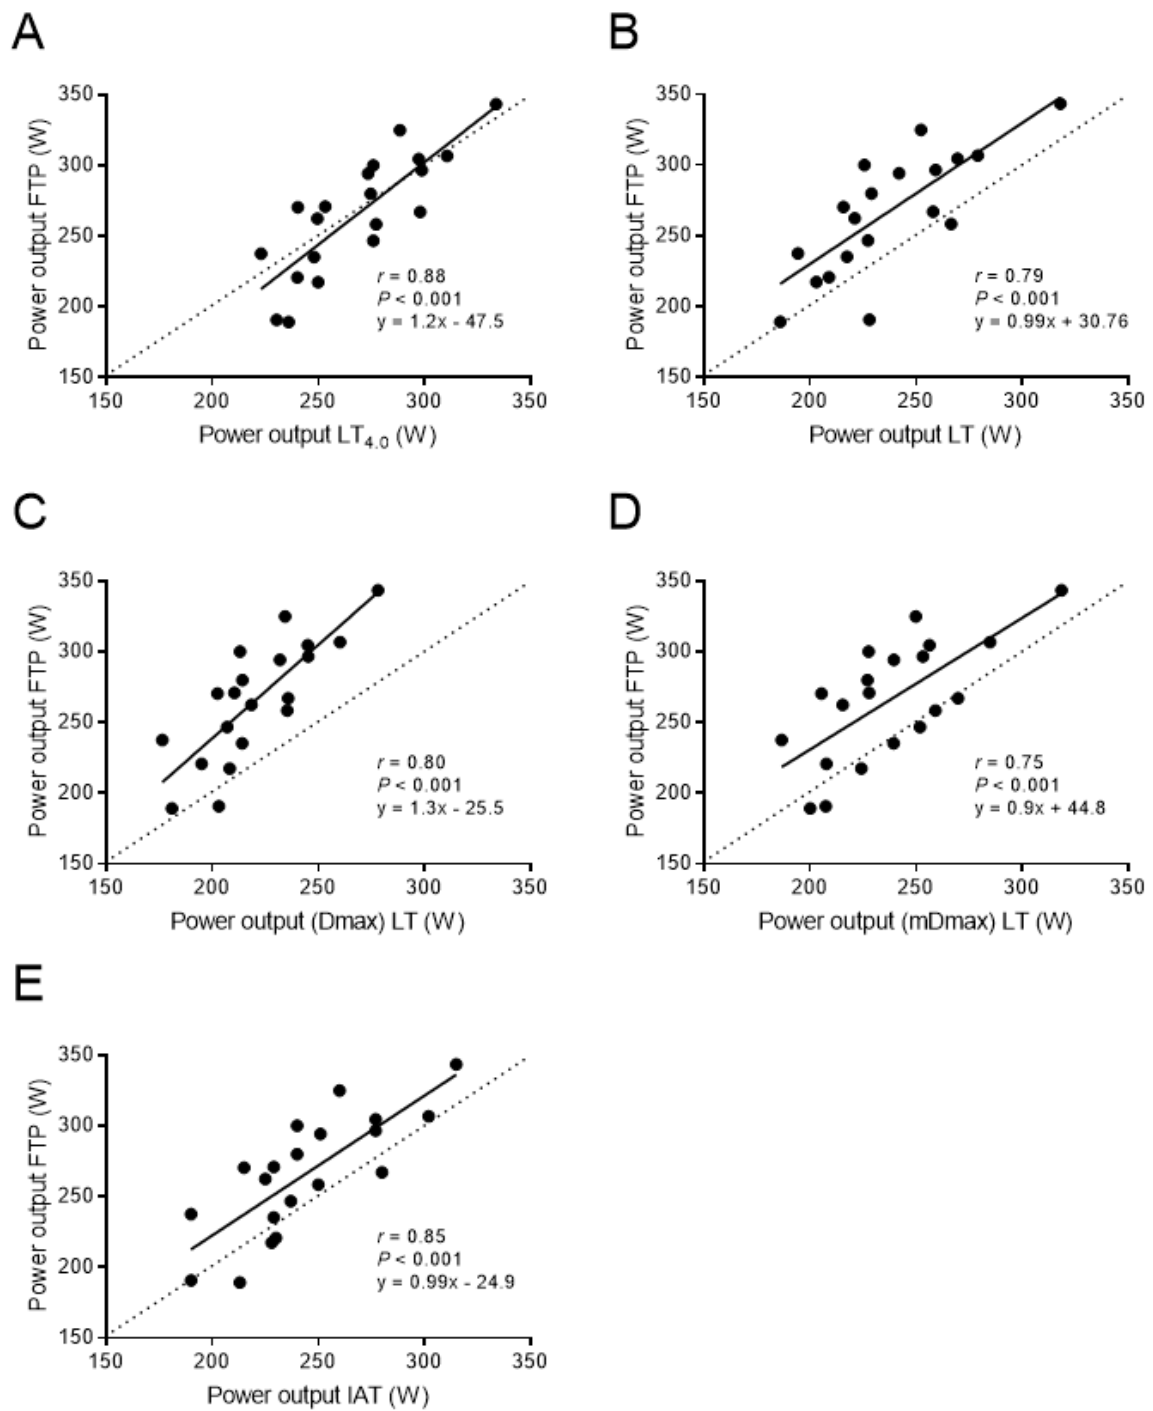 A
Power output FTP (W)
350
300
250
200
150
r = 0.88
P < 0.001
y = 1.2x - 47.5
150 200 250 300 350
Power output LT4.0 (W)
B
Power output FTP (W)
350
300
250
200
150
r = 0.79
P < 0.001
y = 0.99x + 30.76
150 200 250 300 350
Power output LT (W)
C
Power output FTP (W)
350
300
250
200
150
r = 0.80
P < 0.001
y = 1.3x - 25.5
150 200 250 300 350
Power output (Dmax) LT (W)
D
Power output FTP (W)
350
300
250
200
150
r = 0.75
P < 0.001
y = 0.9x + 44.8
150 200 250 300 350
Power output (mDmax) LT (W)
E
Power output FTP (W)
350
300
250
200
150
r = 0.85
P < 0.001
y = 0.99x - 24.9
150 200 250 300 350
Power output IAT (W)